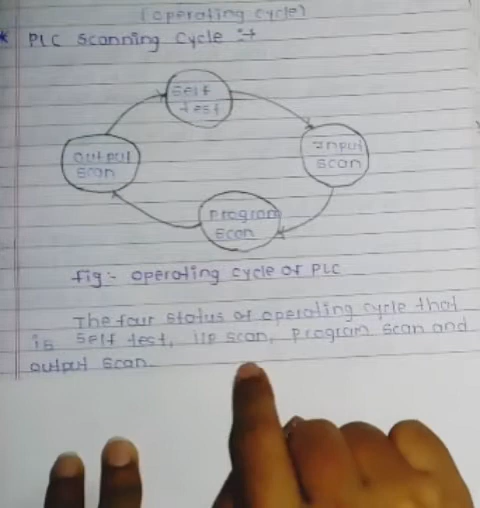 (operating cycle)
* PLC Scanning Cycle :-
Self
test
Input
scan
output
scan
program
scan
fig:- operating cycle of PLC
The four status of operating cycle that
is self test, I/p scan, program scan and
output scan.